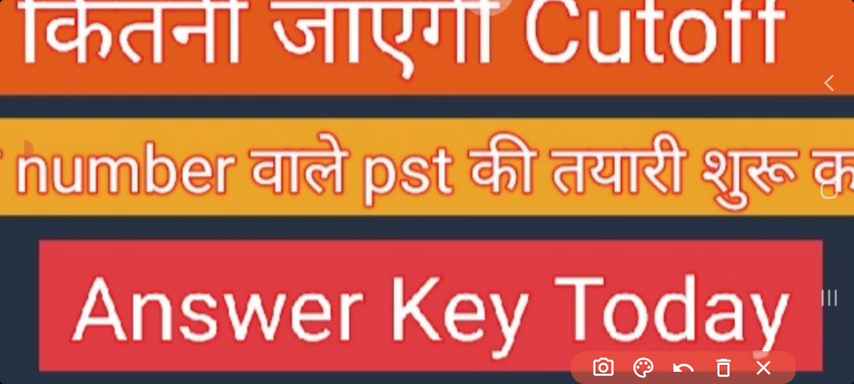 कितनी जाएगी Cutoff
number वाले pst की तयारी शुरू
Answer Key Today